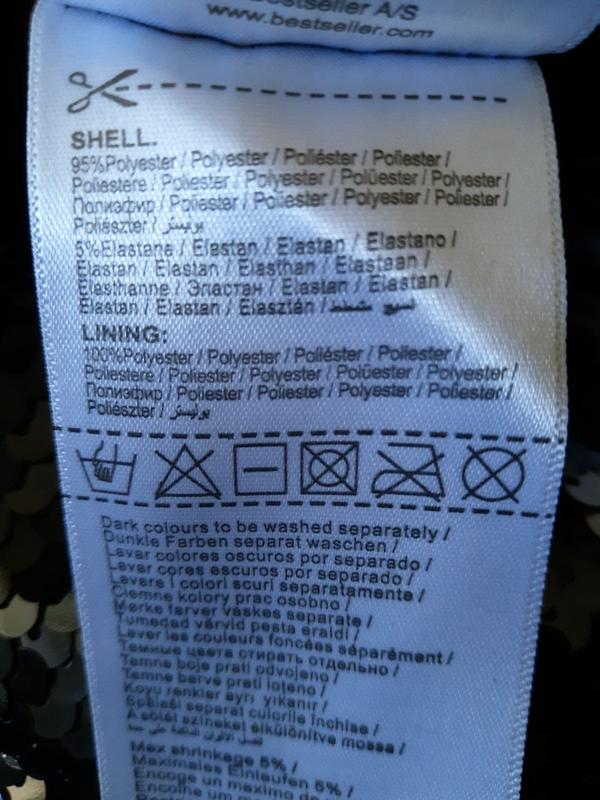 Bestseller A/S
www.bestseller.com
SHELL.
95%Polyester / Polyester / Poliéster / Poliester /
Poliestere / Poliester / Polyester / Polüester / Polyester /
Полиэфир / Poliester / Poliester / Polyester / Poliester /
Poliészter / بوليستر
5%Elastane / Elastan / Elastan / Elastano /
Elastan / Elastan / Elasthan / Elastaan /
Elasthanne / Эластан / Elastan / Elastan /
Elastan / Elastan / Elasztán / نسيج مطاط
LINING:
100%Polyester / Polyester / Poliéster / Poliester /
Poliestere / Poliester / Polyester / Polüester / Polyester /
Полиэфир / Poliester / Poliester / Polyester / Poliester /
Poliészter / بوليستر
Dark colours to be washed separately /
Dunkle Farben separat waschen /
Lavar colores oscuros por separado /
Lavar cores escuros por separado /
Lavare i colori scuri separatamente /
Ciemne kolory prac osobno /
Mørke farver vaskes separate /
Tumedad värvid pesta eraldi /
Laver les couleurs foncées séparément /
Темные цвета стирать отдельно /
Tamne boje prati odvojeno /
Temne barve prati ločeno /
Koyu renkler ayrı yıkanır /
Spălați separat culorile închise /
A sötét színeket elkülönítve mossa /
Max shrinkage 5% /
Maximales Einlaufen 5% /
Encoge un maximo de
Encolhe um